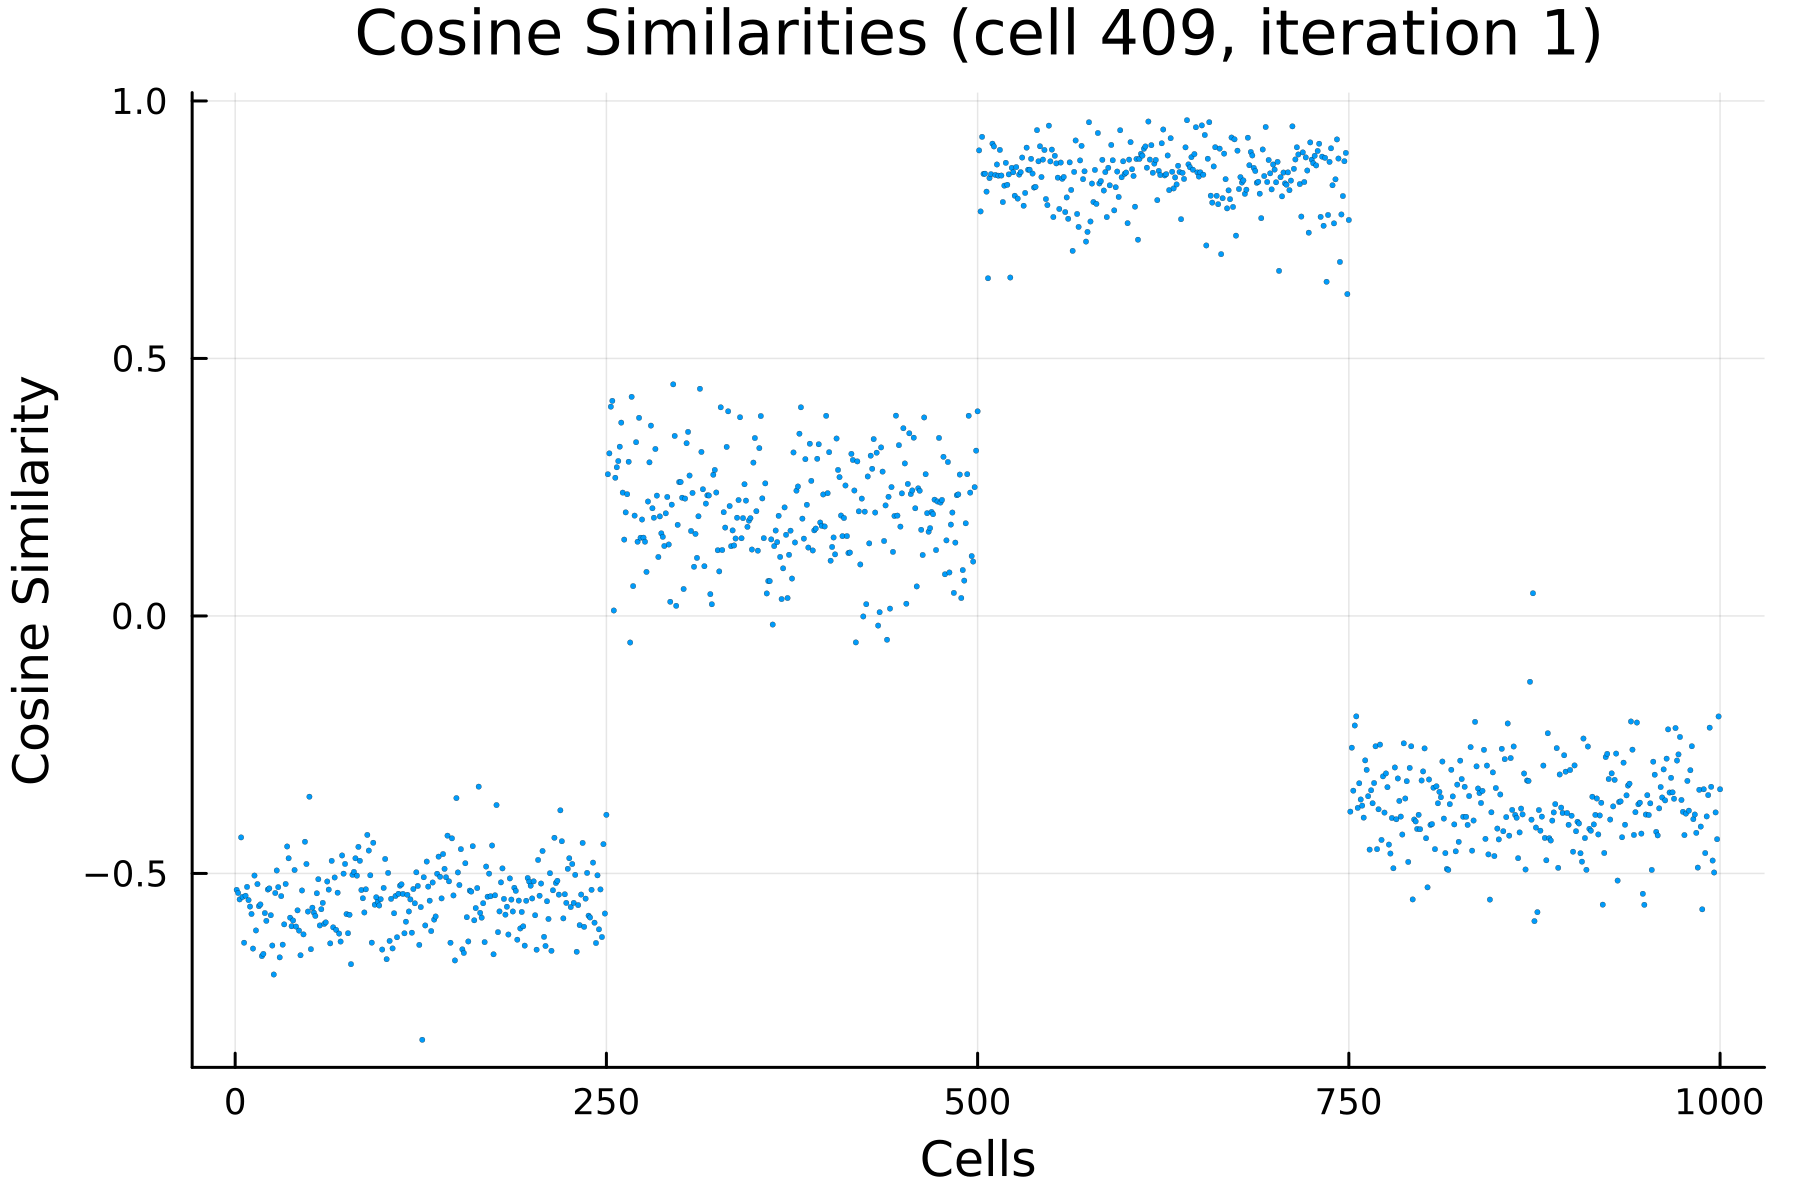 Cosine Similarities (cell 409, iteration 1)
Cosine Similarity
1.0
0.5
0.0
−0.5
0 250 500 750 1000
Cells